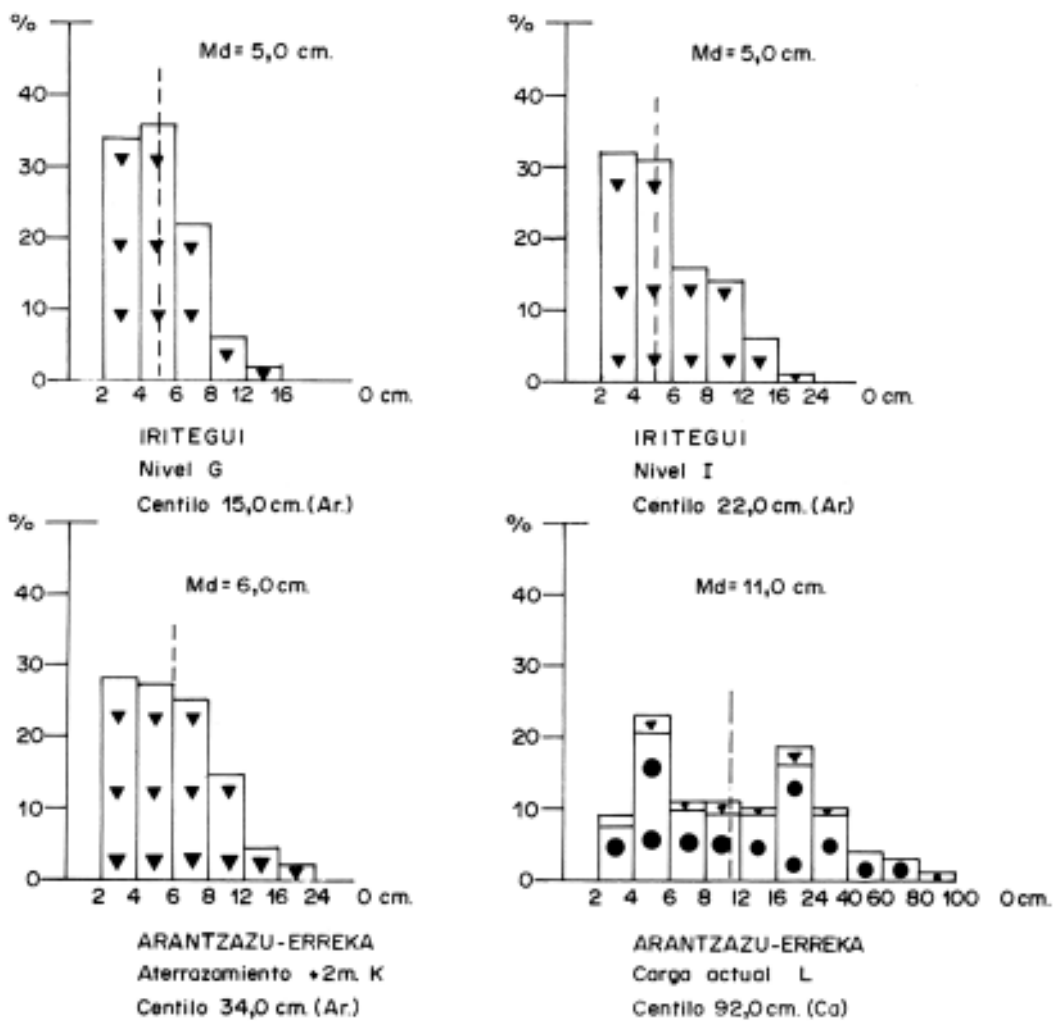 %
Md= 5,0 cm.
40
30
20
10
0
2 4 6 8 12 16 0 cm.
IRITEGUI
Nivel G
Centilo 15,0 cm. (Ar.)
%
Md= 5,0 cm.
40
30
20
10
0
2 4 6 8 12 16 24 0 cm.
IRITEGUI
Nivel I
Centilo 22,0 cm. (Ar.)
%
Md= 6,0 cm.
40
30
20
10
0
2 4 6 8 12 16 24 0 cm.
ARANTZAZU-ERREKA
Aterrazamiento +2m. K
Centilo 34,0 cm. (Ar.)
%
Md= 11,0 cm.
40
30
20
10
0
2 4 6 8 12 16 24 40 60 80 100 0 cm.
ARANTZAZU-ERREKA
Carga actual L
Centilo 92,0 cm. (Ca)